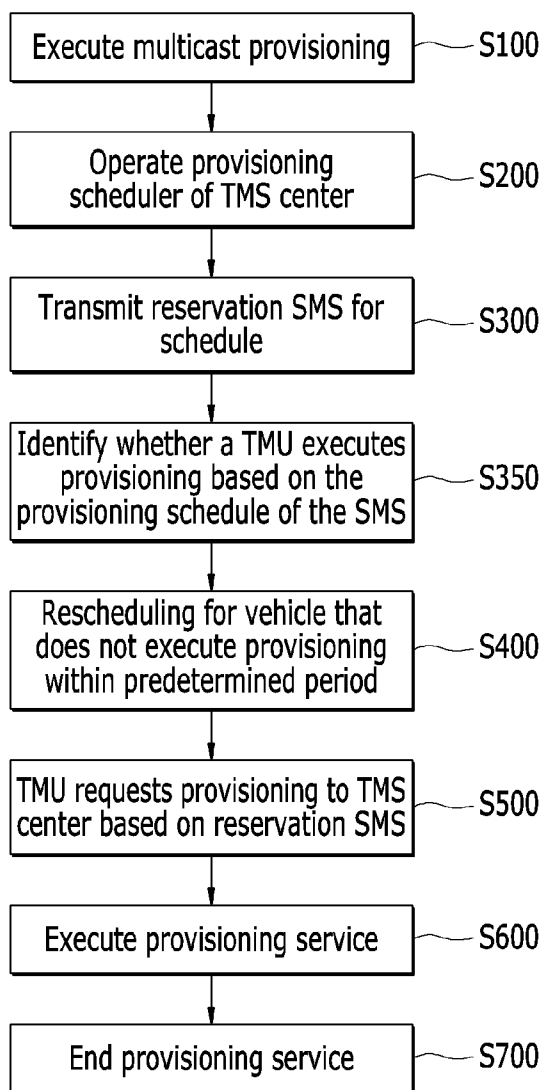 Execute multicast provisioning
S100
Operate provisioning
scheduler of TMS center
S200
Transmit reservation SMS for
schedule
S300
Identify whether a TMU executes
provisioning based on the
provisioning schedule of the SMS
S350
Rescheduling for vehicle that
does not execute provisioning
within predetermined period
S400
TMU requests provisioning to TMS
center based on reservation SMS
S500
Execute provisioning service
S600
End provisioning service
S700